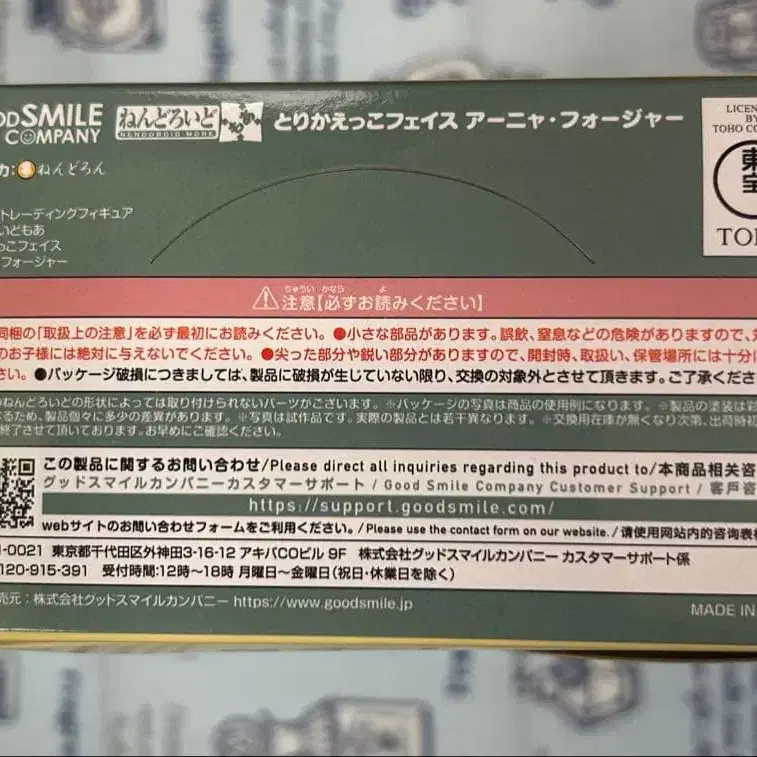 OD SMILE
COMPANY
ねんどろいど
NENDOROID MORE
とりかえっこフェイス アーニャ・フォージャー
LICEN
BY
TOHO CO
東宝
TO
カ: ねんどろん
トレーディングフィギュア
いどもあ
っこフェイス
フォージャー
ちゅうい かなら よ
注意【必ずお読みください】
同梱の「取扱上の注意」を必ず最初にお読みください。 ●小さな部品があります。誤飲、窒息などの危険がありますので、対
のお子様には絶対に与えないでください。 ●尖った部分や鋭い部分がありますので、開封時、取扱い、保管場所には十分に
さい。 ●パッケージ破損につきましては、製品に破損が生じていない限り、交換の対象外とさせて頂きます。ご了承くださ
ねんどろいどの形状によっては取り付けられないパーツがございます。 ※パッケージの写真は商品の使用例になります。 ※製品の塗装は彩
るため、製品個々に多少の差異があります。 ※写真は試作品です。実際の製品とは若干異なります。 ※交換用在庫が無くなり次第、出荷時初
終了させて頂いております。お早めにご確認ください。
この製品に関するお問い合わせ/Please direct all inquiries regarding this product to/本商品相关咨
グッドスマイルカンパニーカスタマーサポート / Good Smile Company Customer Support / 客戶咨
https://support.goodsmile.com/
webサイトのお問い合わせフォームをご利用ください。/Please use the contact form on our website./请使用网站内的咨询表格
-0021 東京都千代田区外神田3-16-12 アキバCOビル 9F 株式会社グッドスマイルカンパニー カスタマーサポート係
120-915-391 受付時間:12時～18時 月曜日～金曜日(祝日・休業日を除く)
売元：株式会社グッドスマイルカンパニー https://www.goodsmile.jp
MADE IN